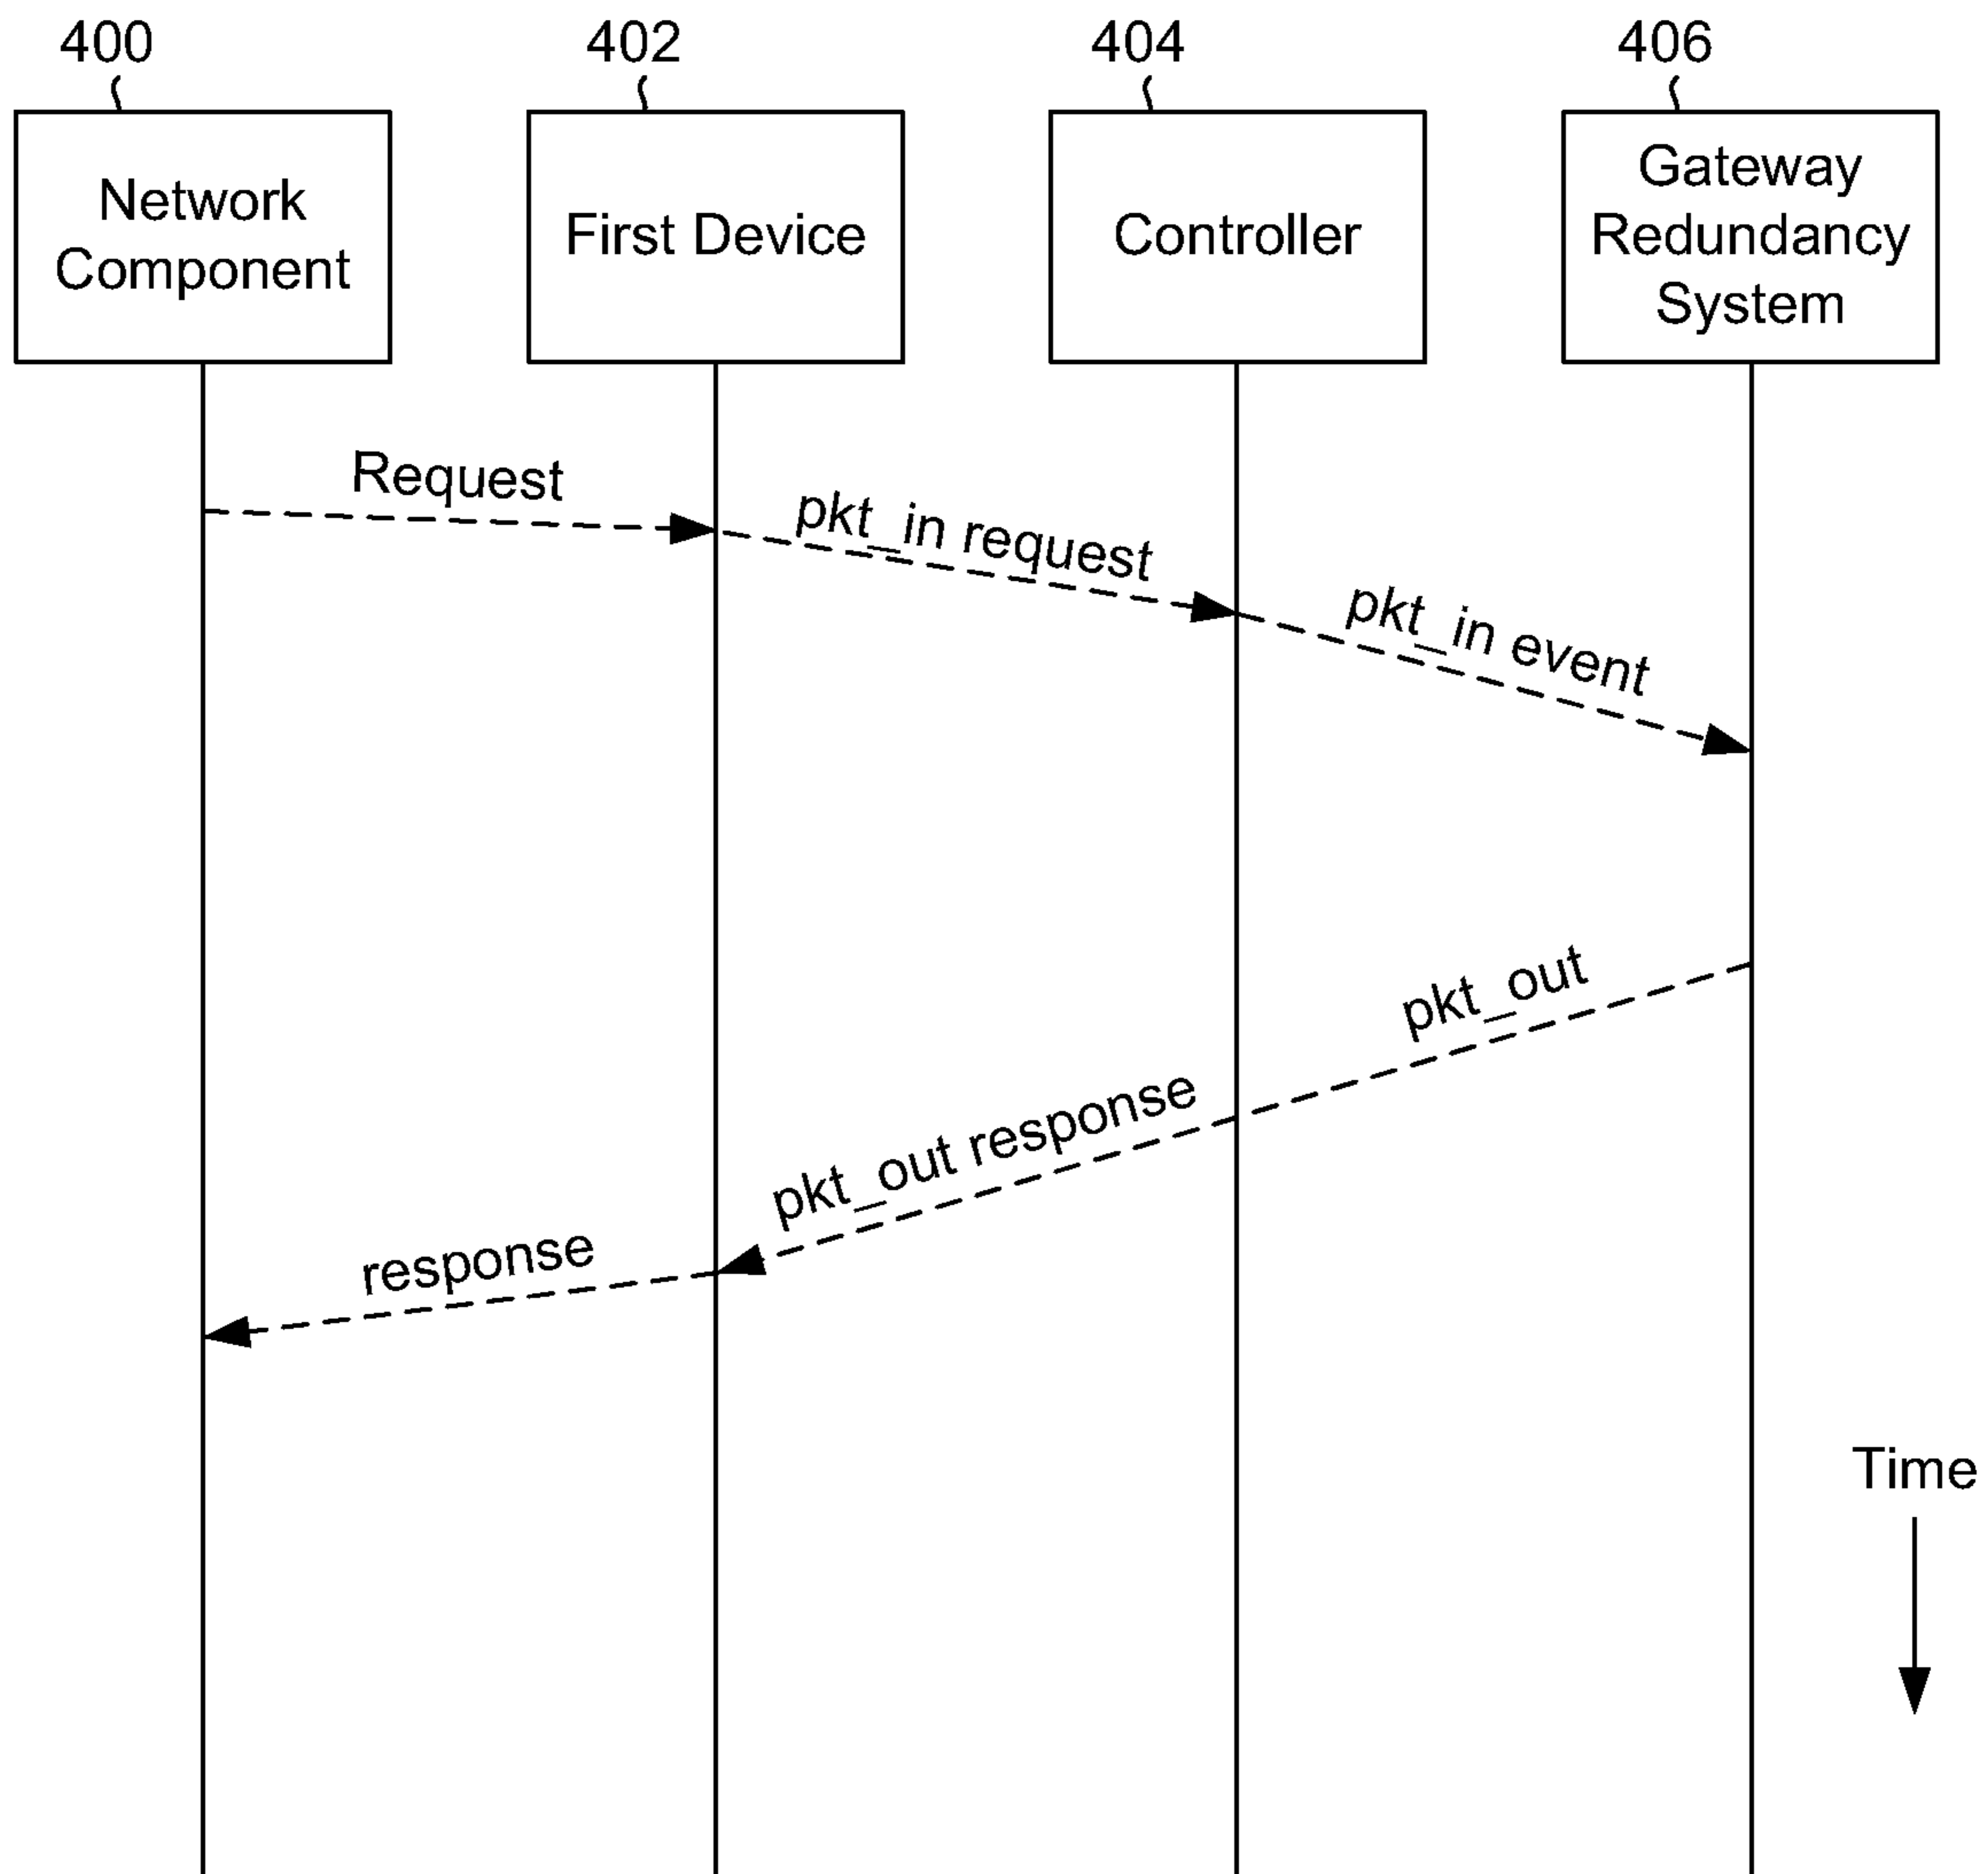 400
402
404
406
Network
Component
First Device
Controller
Gateway
Redundancy
System
Request
pkt_in request
pkt_in event
pkt_out
pkt_out response
response
Time